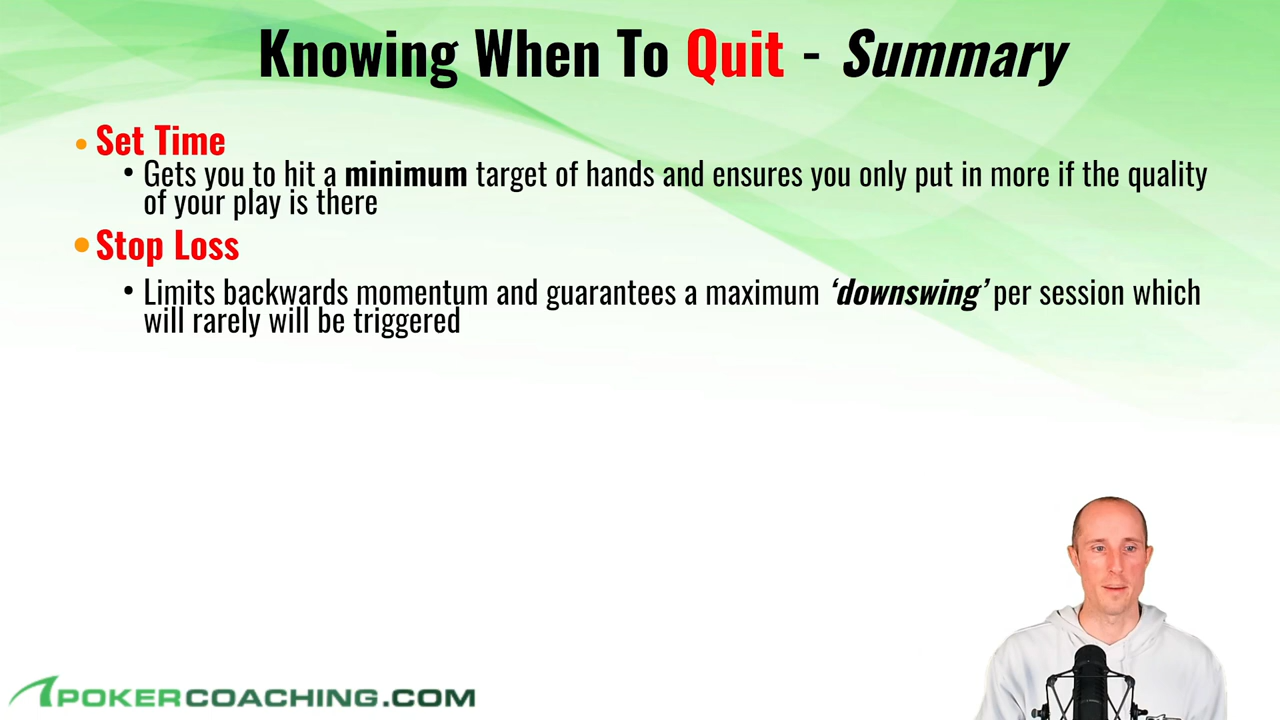 Knowing When To Quit - Summary
• Set Time
• Gets you to hit a minimum target of hands and ensures you only put in more if the quality
of your play is there
• Stop Loss
• Limits backwards momentum and guarantees a maximum ‘downswing’ per session which
will rarely will be triggered
POKERCOACHING.COM